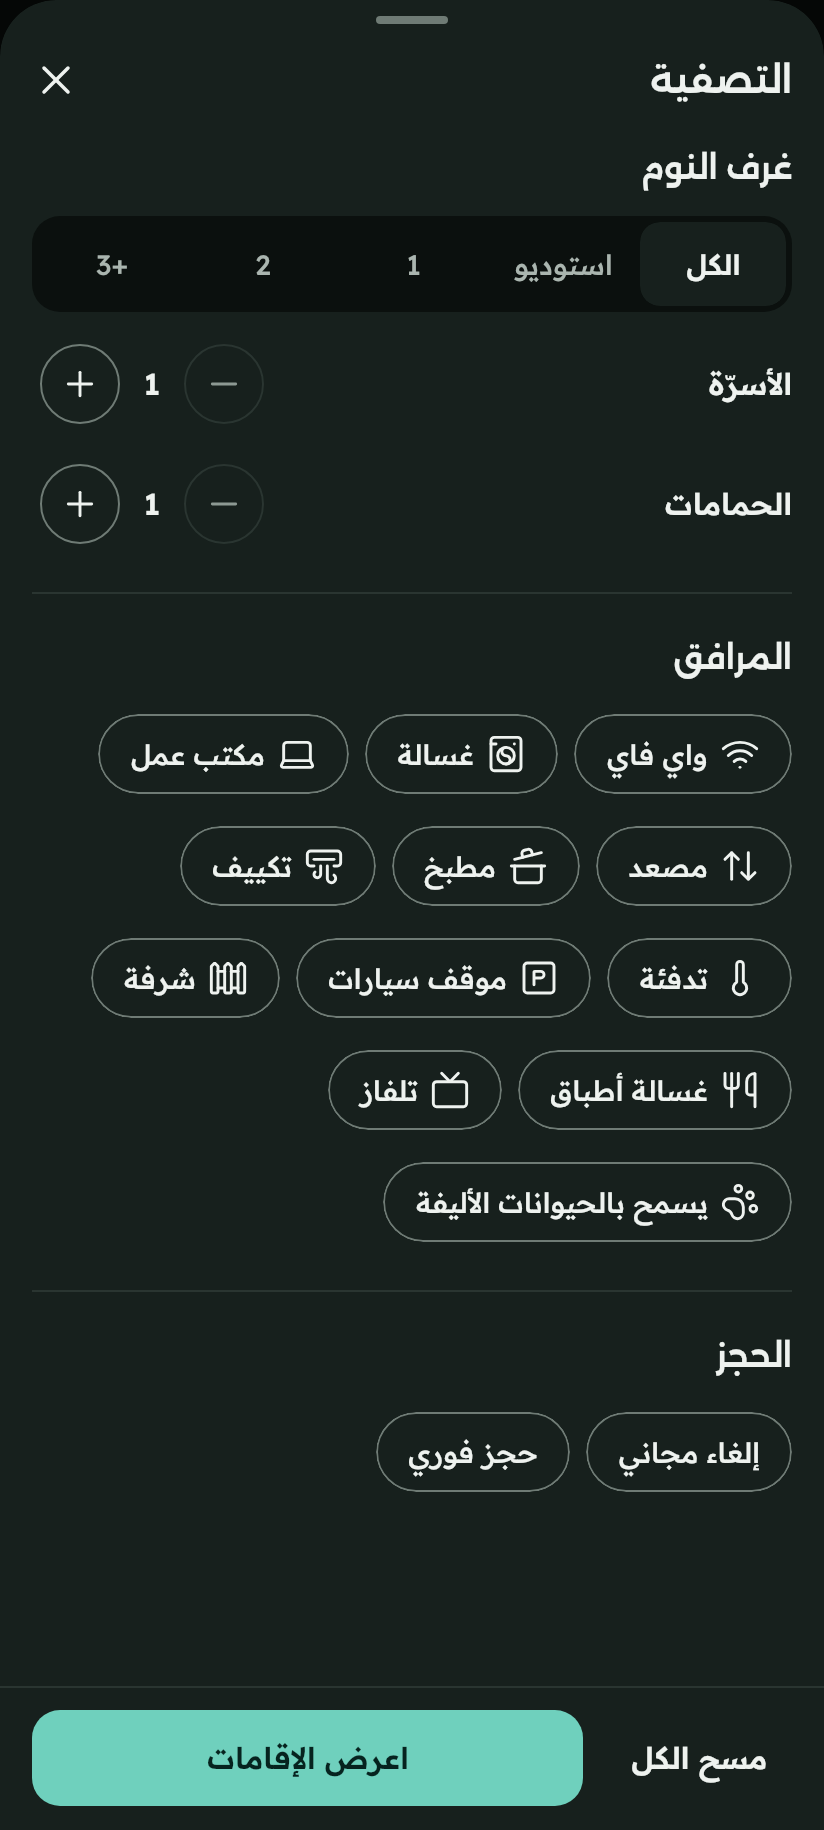 التصفية
غرف النوم
الكل استوديو 1 2 3+
الأسرّة 1
الحمامات 1
المرافق
واي فاي غسالة مكتب عمل
مصعد مطبخ تكييف
تدفئة موقف سيارات شرفة
غسالة أطباق تلفاز
يسمح بالحيوانات الأليفة
الحجز
إلغاء مجاني حجز فوري
مسح الكل اعرض الإقامات